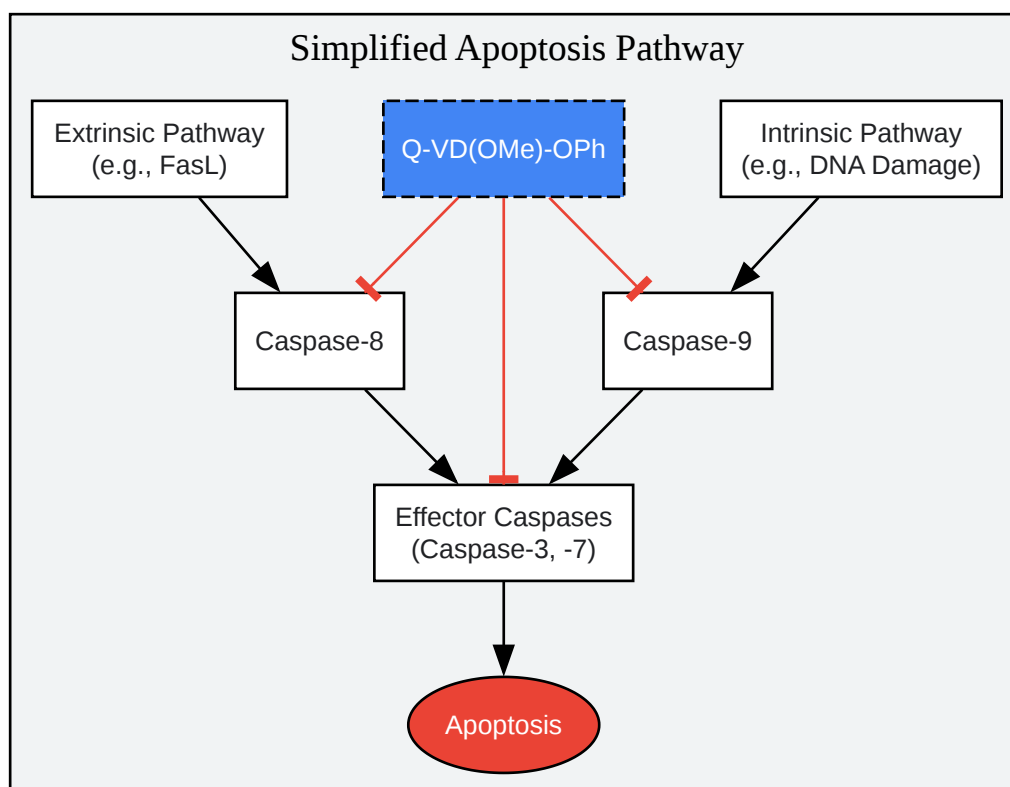 Simplified Apoptosis Pathway
Extrinsic Pathway
(e.g., FasL)
Q-VD(OMe)-OPh
Intrinsic Pathway
(e.g., DNA Damage)
Caspase-8
Caspase-9
Effector Caspases
(Caspase-3, -7)
Apoptosis